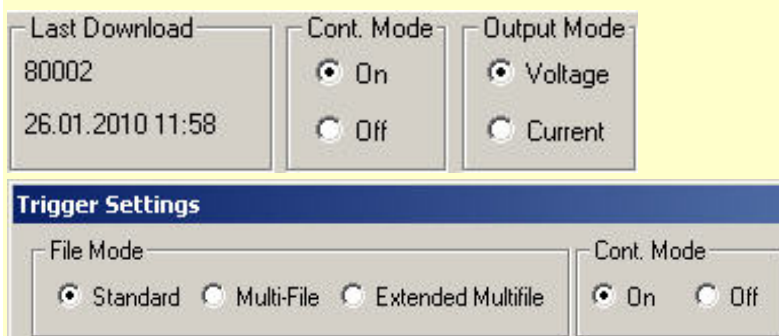 Last Download Cont. Mode Output Mode
80002 On Voltage
26.01.2010 11:58 Off Current
Trigger Settings
File Mode Cont. Mode
Standard Multi-File Extended Multifile On Off